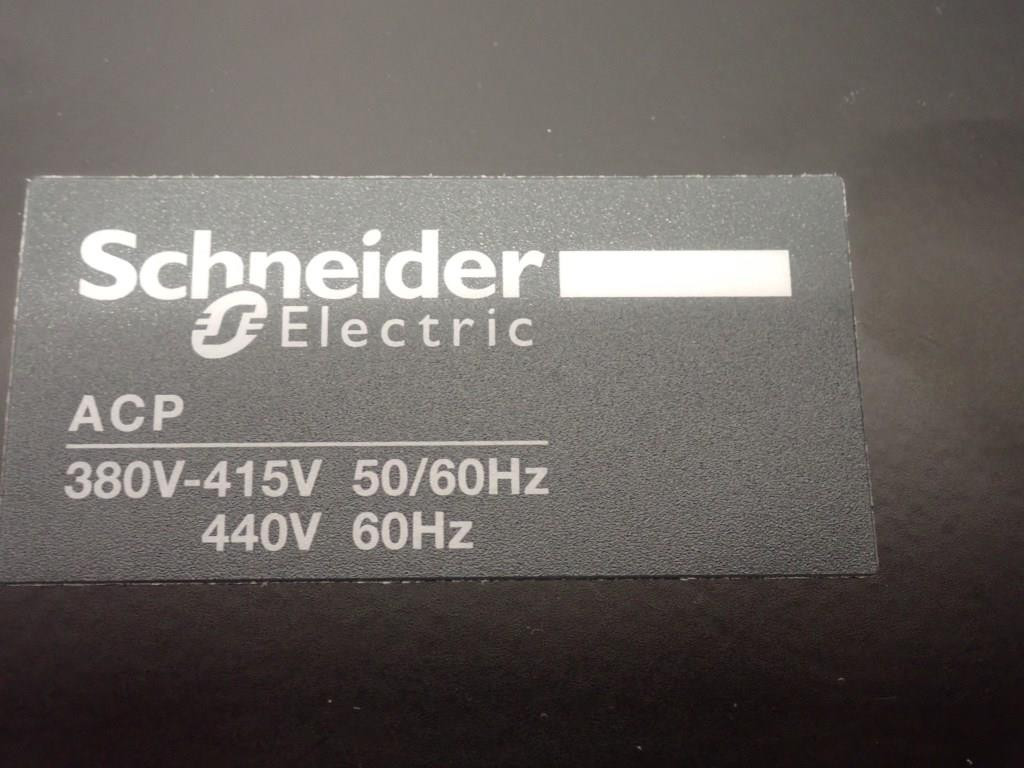 Schneider
Electric
ACP
380V-415V 50/60Hz
440V 60Hz